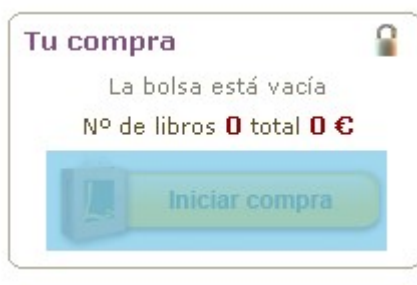 Tu compra
La bolsa está vacía
Nº de libros 0 total 0 €
Iniciar compra